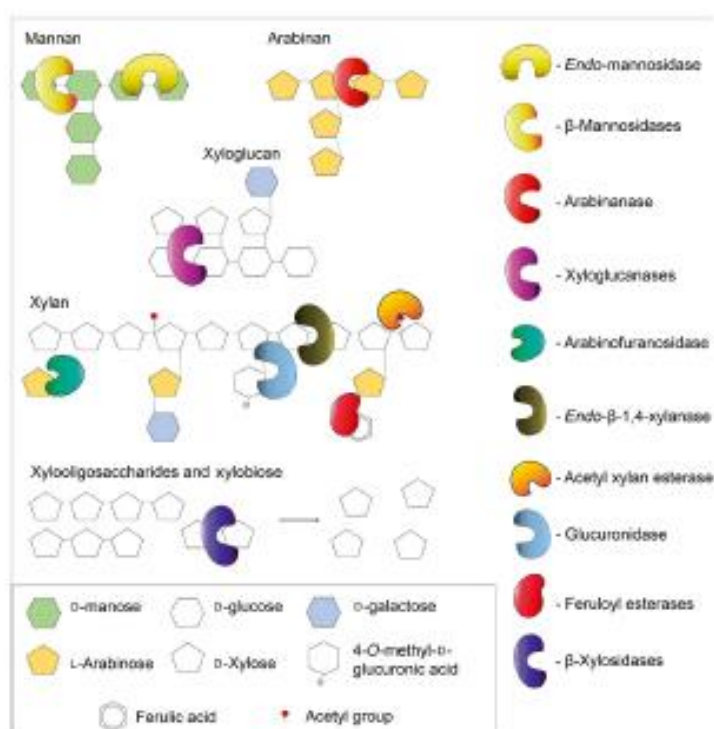 Mannan
Arabinan
Xyloglucan
Xylan
Xylooligosaccharides and xylobiose
- Endo-mannosidase
- β-Mannosidases
- Arabinanase
- Xyloglucanases
- Arabinofuranosidase
- Endo-β-1,4-xylanase
- Acetyl xylan esterase
- Glucuronidase
- Feruloyl esterases
- β-Xylosidases
D-manose
D-glucose
D-galactose
L-Arabinose
D-Xylose
4-O-methyl-D-
glucuronic acid
Ferulic acid
Acetyl group